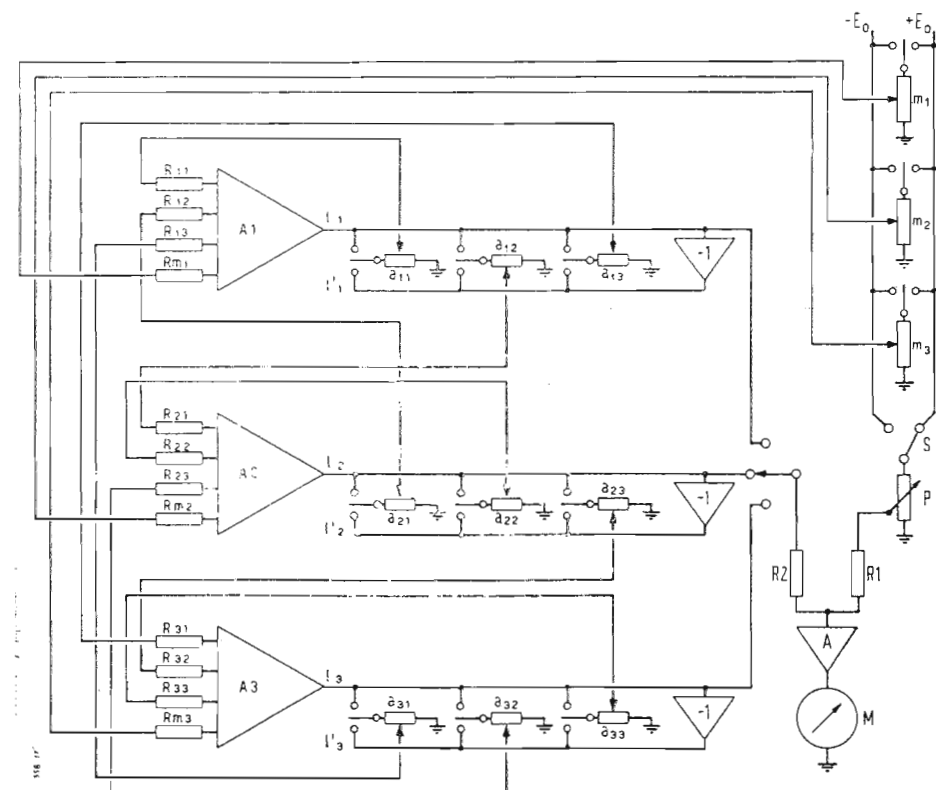 -E₀ +E₀
m₁
R₁₁
R₁₂
R₁₃
Rm₁
A1
a₁₁
a₁₂
a₁₃
-1
m₂
m₃
R₂₁
R₂₂
R₂₃
Rm₂
a₂₁
a₂₂
a₂₃
-1
S
P
R2
R1
R₃₁
R₃₂
R₃₃
Rm₃
A3
a₃₁
a₃₂
a₃₃
-1
A
M